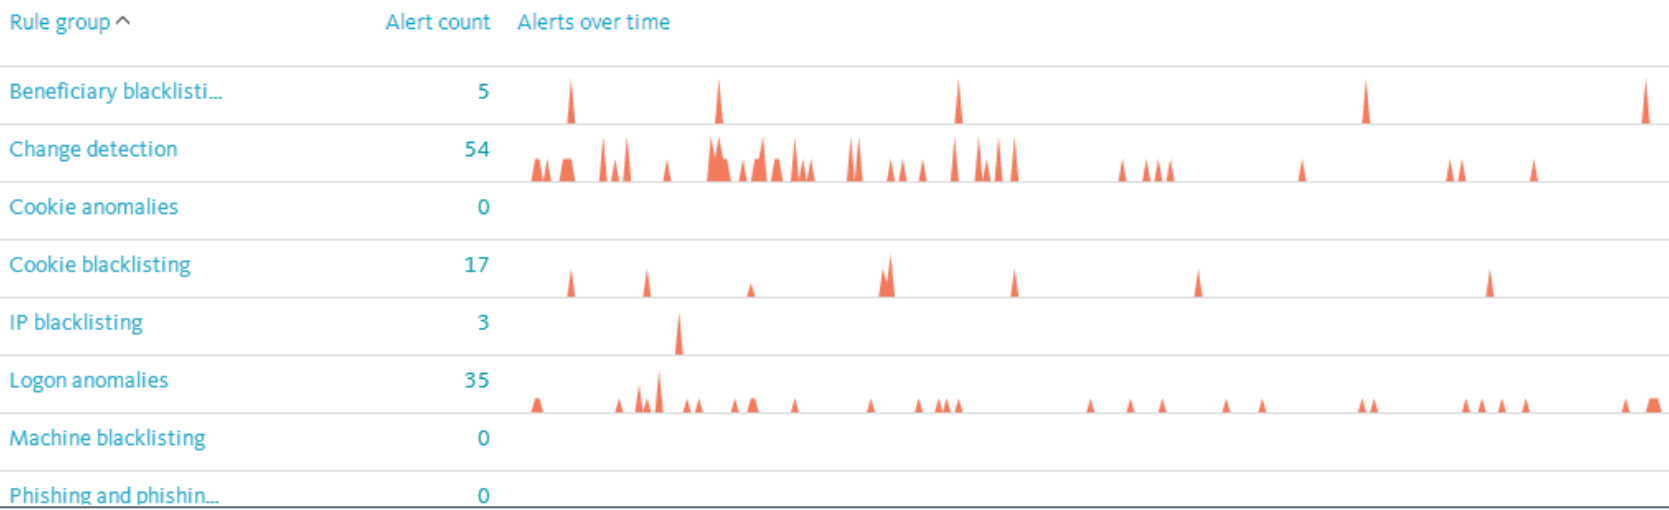 Rule group Alert count Alerts over time
Beneficiary blacklisti... 5
Change detection 54
Cookie anomalies 0
Cookie blacklisting 17
IP blacklisting 3
Logon anomalies 35
Machine blacklisting 0
Phishing and phishin... 0